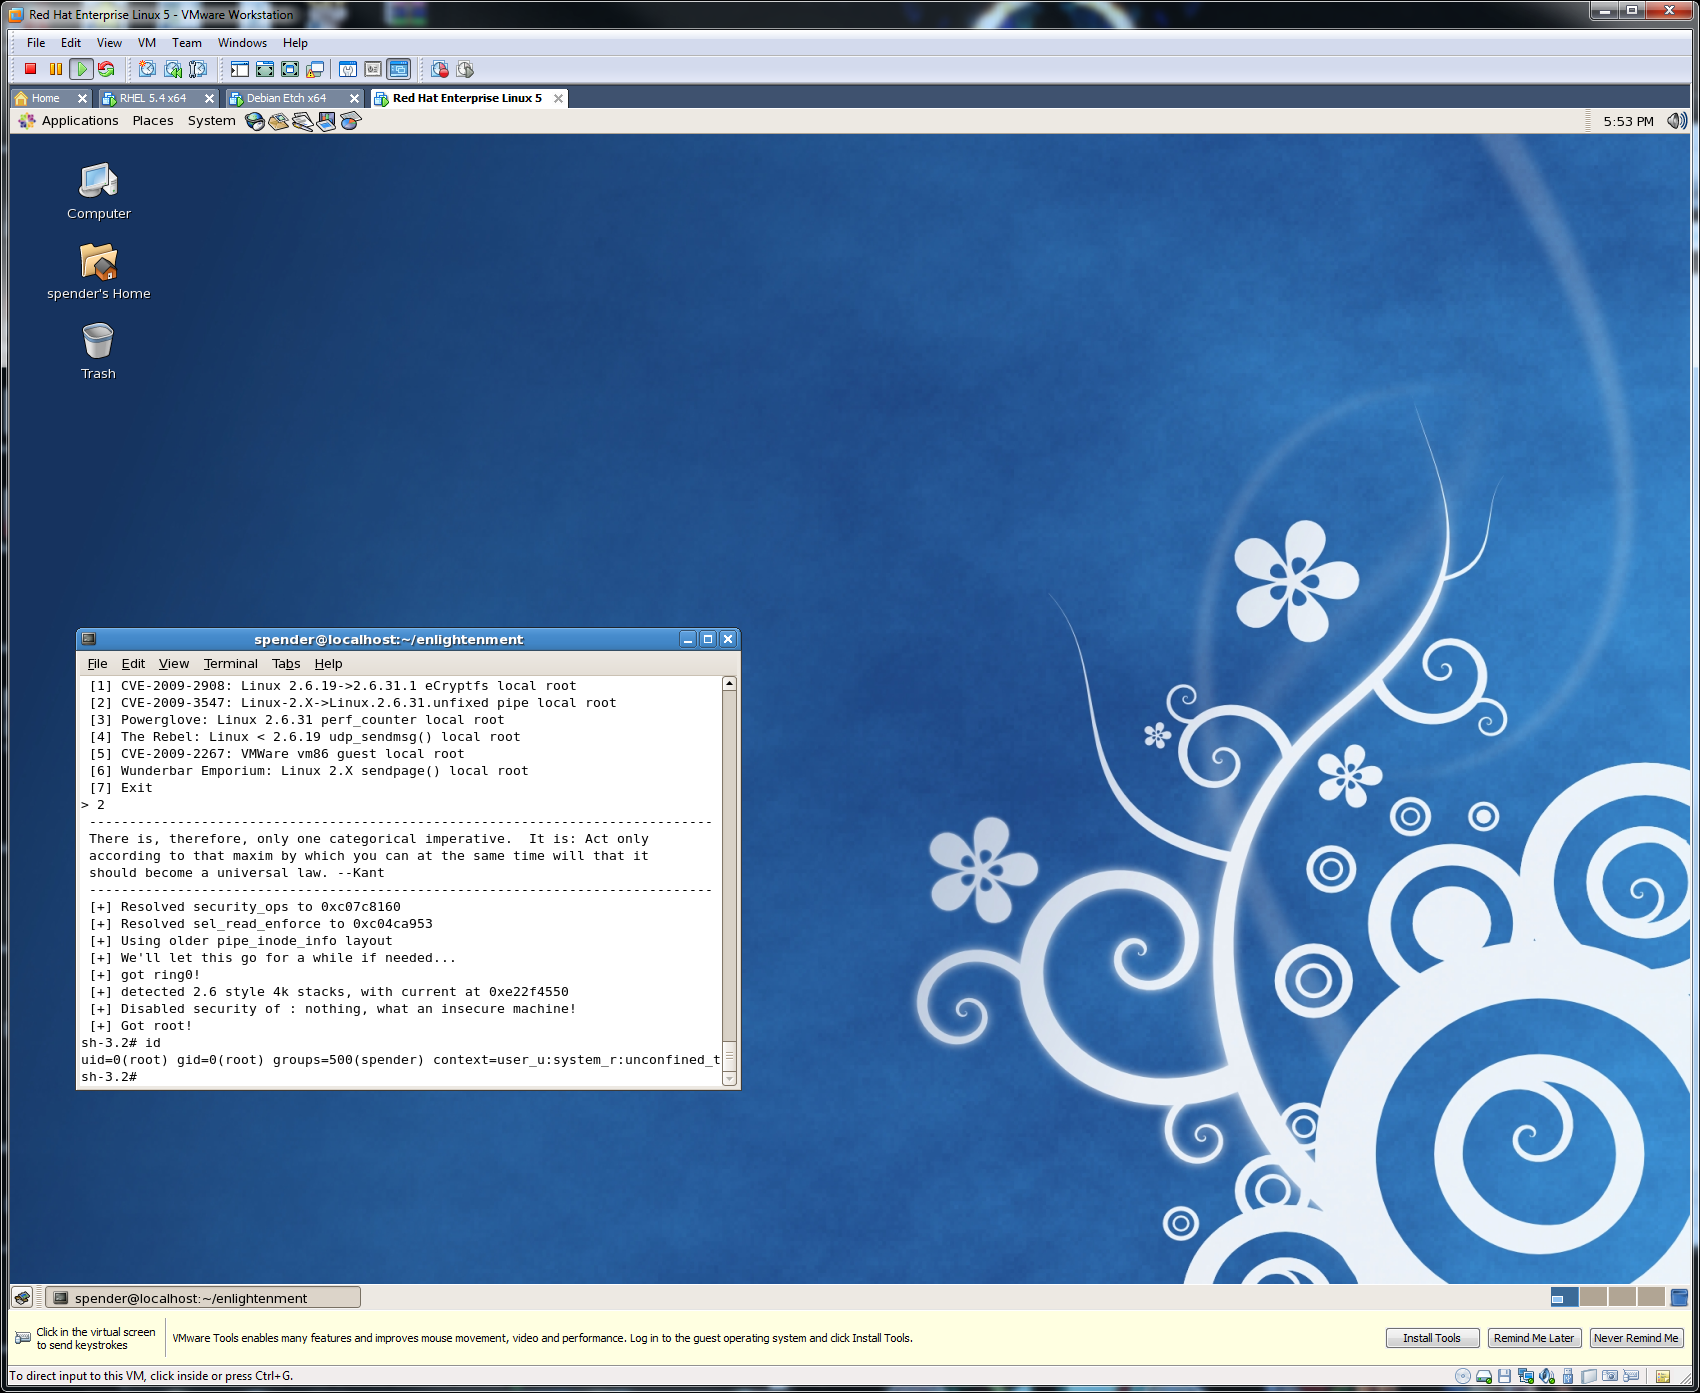 Red Hat Enterprise Linux 5 - VMware Workstation
File Edit View VM Team Windows Help
Home RHEL 5.4 x64 Debian Etch x64 Red Hat Enterprise Linux 5
Applications Places System 5:53 PM
Computer
spender's Home
Trash
spender@localhost:~/enlightenment
File Edit View Terminal Tabs Help
[1] CVE-2009-2908: Linux 2.6.19->2.6.31.1 eCryptfs local root
[2] CVE-2009-3547: Linux-2.X->Linux.2.6.31.unfixed pipe local root
[3] Powerglove: Linux 2.6.31 perf_counter local root
[4] The Rebel: Linux < 2.6.19 udp_sendmsg() local root
[5] CVE-2009-2267: VMWare vm86 guest local root
[6] Wunderbar Emporium: Linux 2.X sendpage() local root
[7] Exit
> 2
------------------------------------------------------------------------------
There is, therefore, only one categorical imperative.  It is: Act only
according to that maxim by which you can at the same time will that it
should become a universal law. --Kant
------------------------------------------------------------------------------
[+] Resolved security_ops to 0xc07c8160
[+] Resolved sel_read_enforce to 0xc04ca953
[+] Using older pipe_inode_info layout
[+] We'll let this go for a while if needed...
[+] got ring0!
[+] detected 2.6 style 4k stacks, with current at 0xe22f4550
[+] Disabled security of : nothing, what an insecure machine!
[+] Got root!
sh-3.2# id
uid=0(root) gid=0(root) groups=500(spender) context=user_u:system_r:unconfined_t
sh-3.2#
spender@localhost:~/enlightenment
Click in the virtual screen
to send keystrokes
VMware Tools enables many features and improves mouse movement, video and performance. Log in to the guest operating system and click Install Tools.
Install Tools Remind Me Later Never Remind Me
To direct input to this VM, click inside or press Ctrl+G.